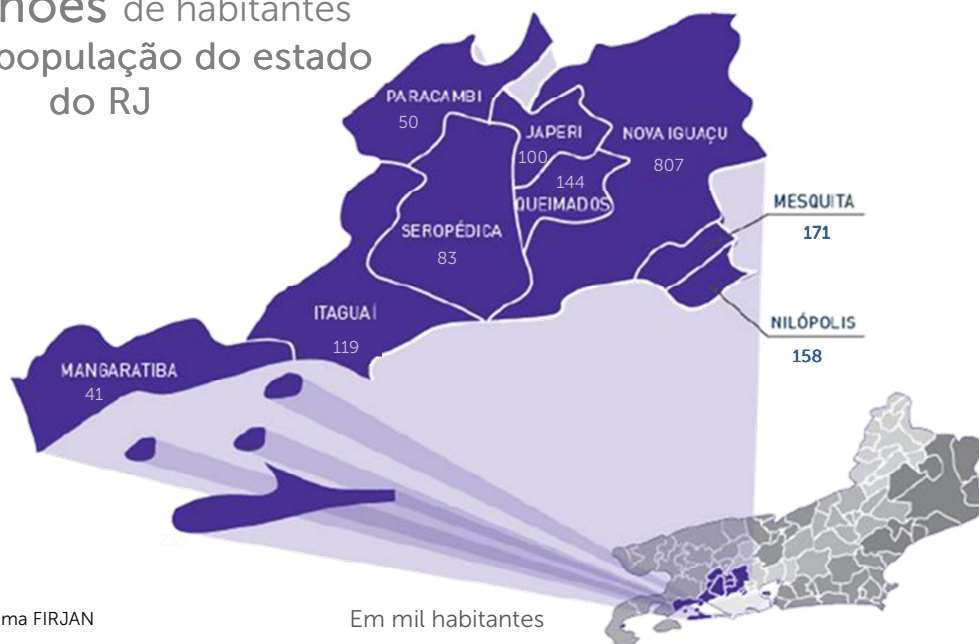 hões de habitantes
população do estado
do RJ
PARACAMBI
50
JAPERI
100
NOVA IGUAÇU
807
144
QUEIMADOS
MESQUITA
171
SEROPÉDICA
83
ITAGUAÍ
119
NILÓPOLIS
158
MANGARATIBA
41
ma FIRJAN
Em mil habitantes